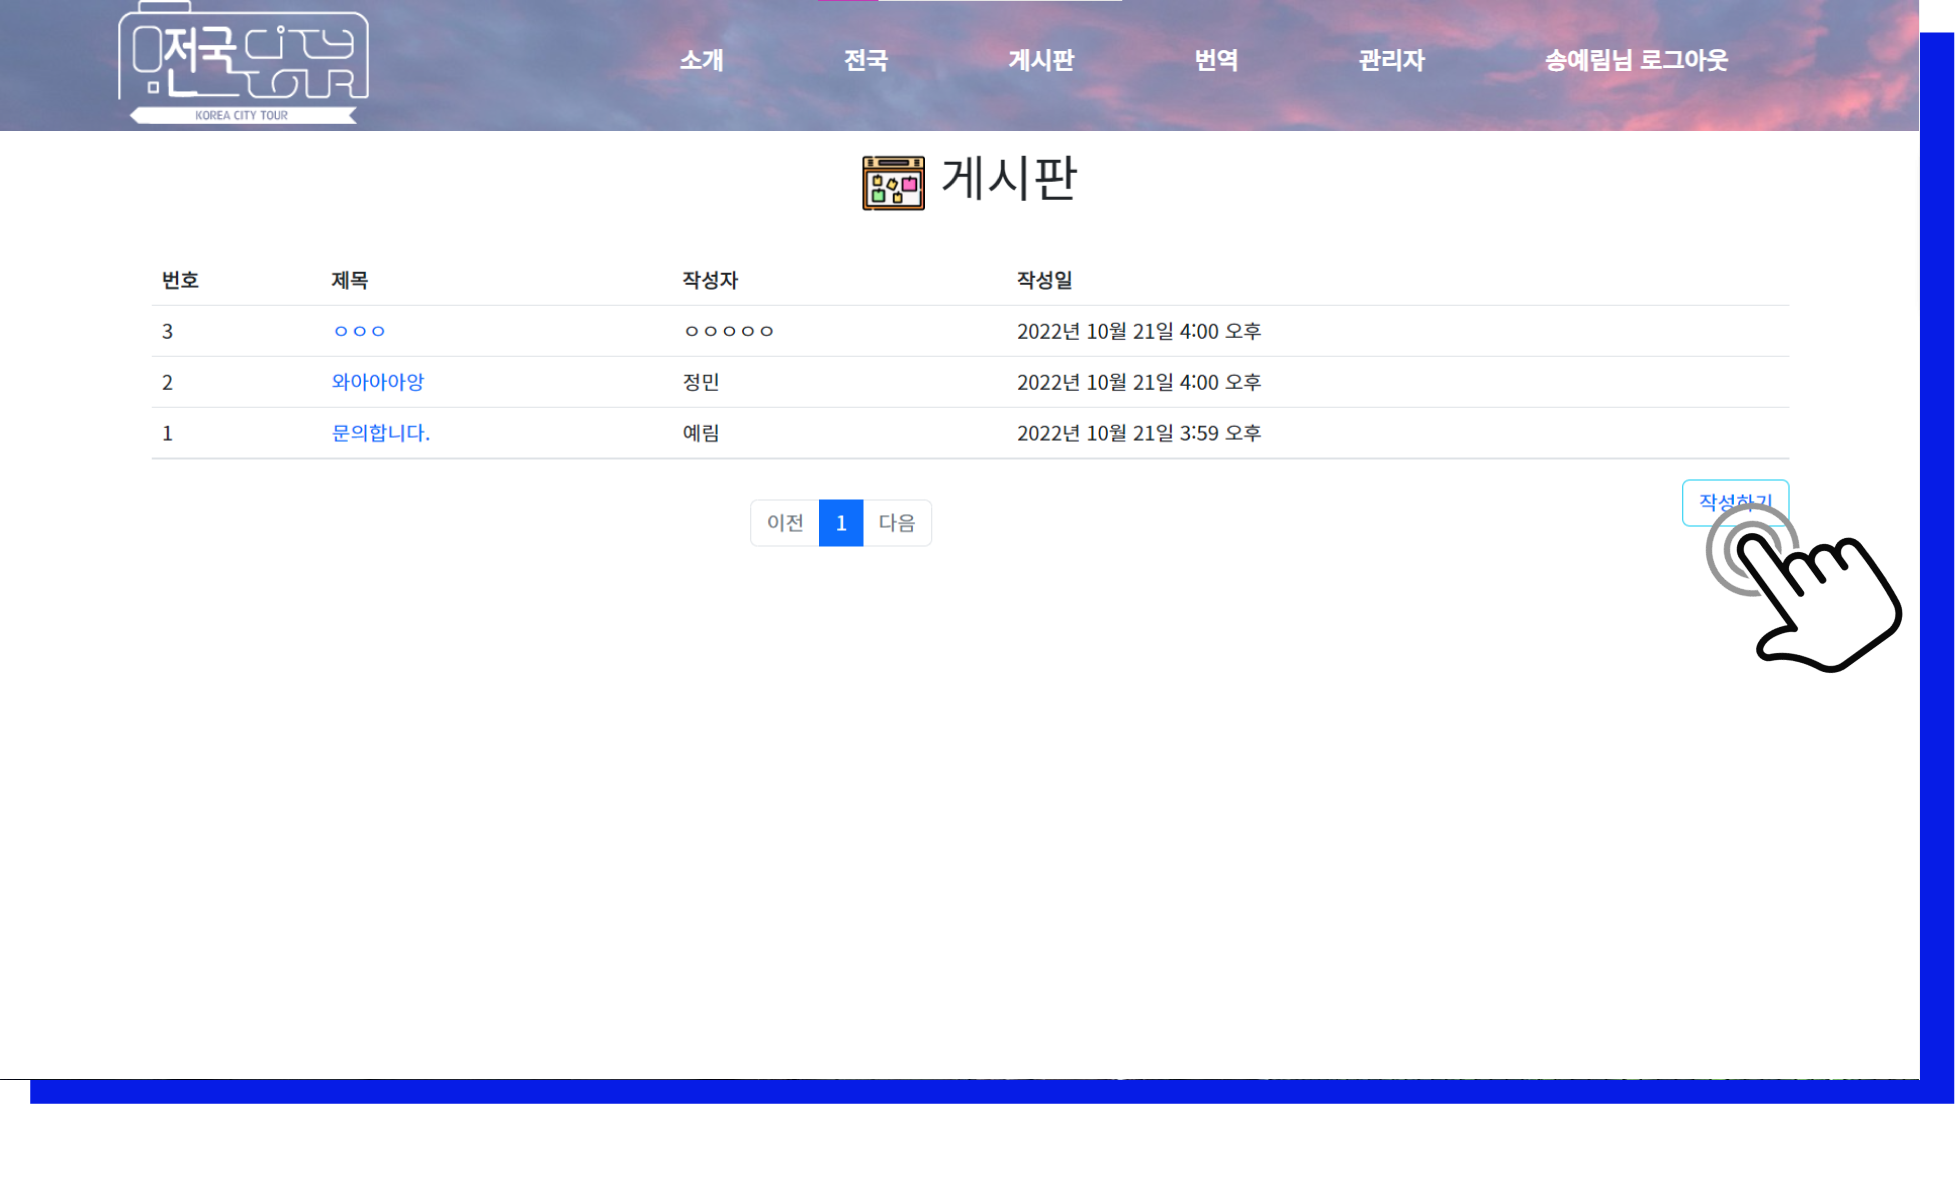 전국 CITY
TOUR
KOREA CITY TOUR
소개 전국 게시판 번역 관리자 송예림님 로그아웃
게시판
번호 제목 작성자 작성일
3 ㅇㅇㅇ ㅇㅇㅇㅇㅇ 2022년 10월 21일 4:00 오후
2 와아아아앙 정민 2022년 10월 21일 4:00 오후
1 문의합니다. 예림 2022년 10월 21일 3:59 오후
작성하기
이전 1 다음